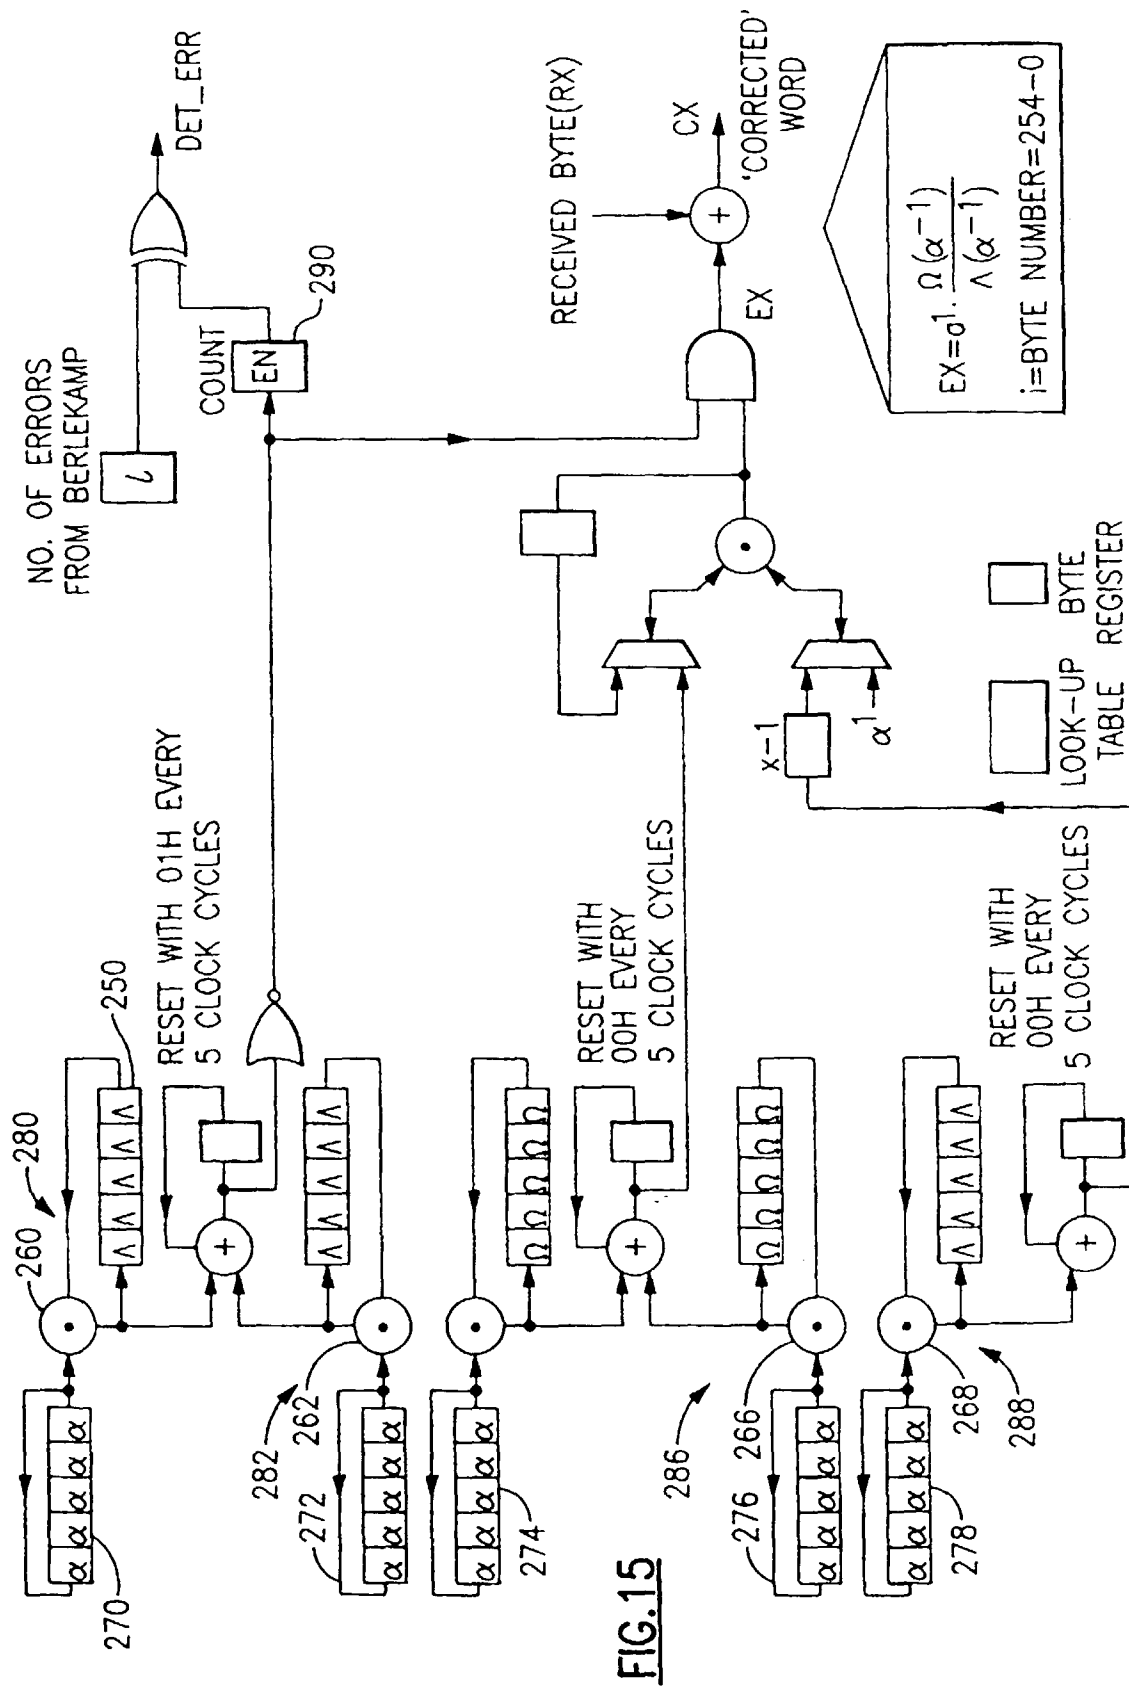 NO. OF ERRORS
FROM BERLEKAMP
l
DET_ERR
COUNT
EN
290
260
280
250
RESET WITH 01H EVERY
5 CLOCK CYCLES
Λ Λ Λ Λ Λ
α α α α α
270
Λ Λ Λ Λ Λ
262
282
272
α α α α α
RECEIVED BYTE(RX)
CX
'CORRECTED'
WORD
EX
RESET WITH
00H EVERY
5 CLOCK CYCLES
Ω Ω Ω Ω Ω
α α α α α
274
Ω Ω Ω Ω Ω
266
286
276
α α α α α
x-1
α1
EX=α1. Ω(α-1)
Λ(α-1)
i=BYTE NUMBER=254-0
RESET WITH
00H EVERY
5 CLOCK CYCLES
Λ Λ Λ Λ Λ
268
288
α α α α α
278
LOOK-UP
TABLE
BYTE
REGISTER
FIG.15